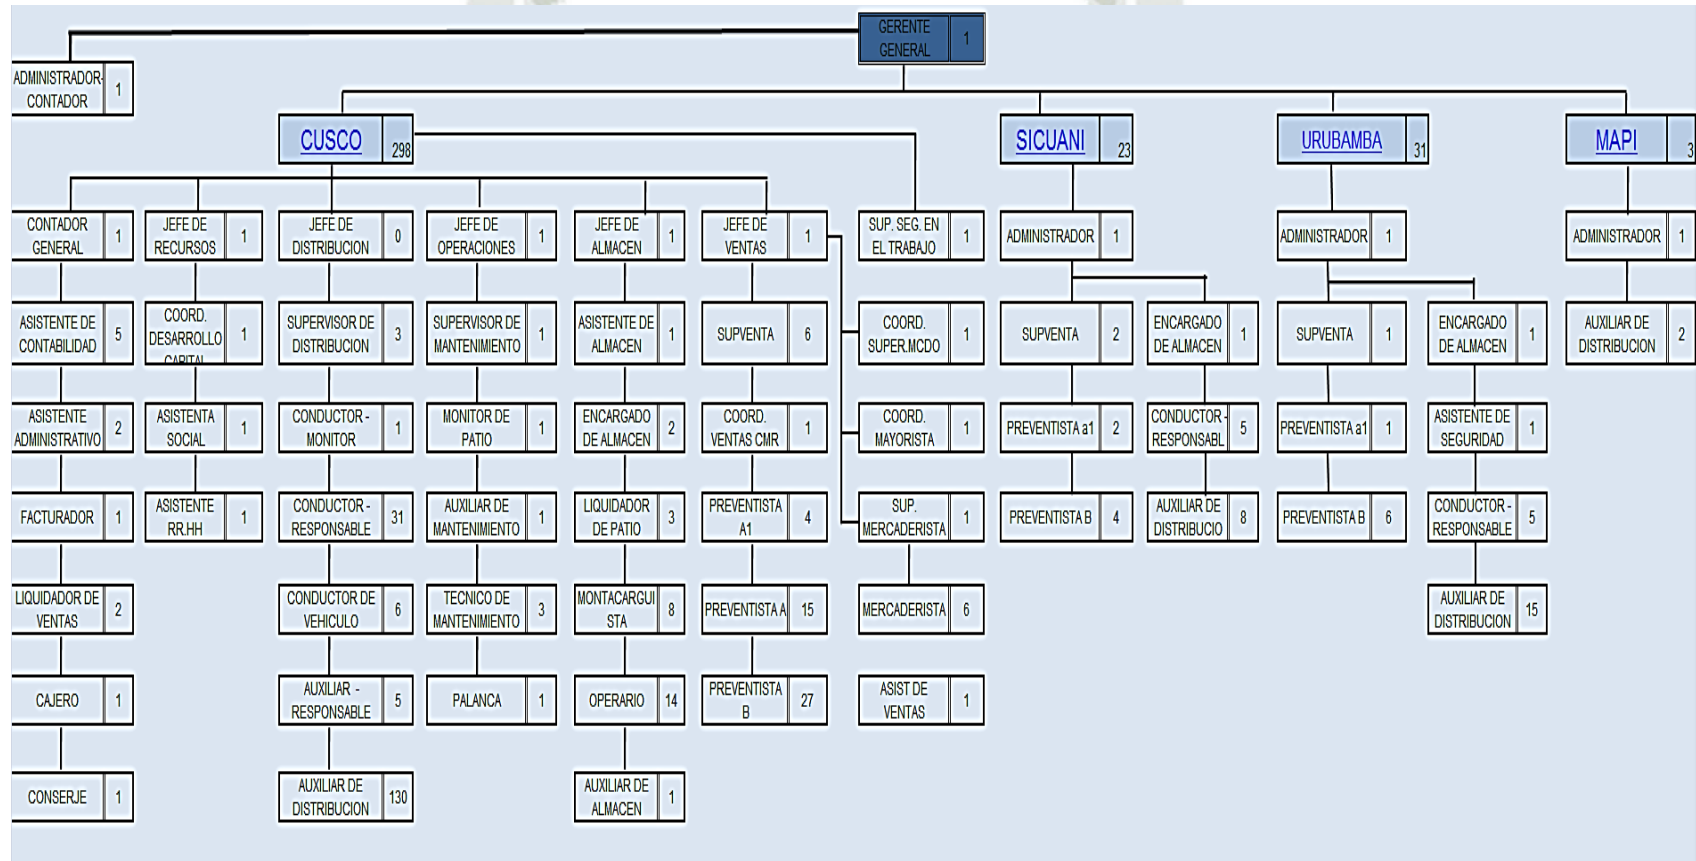 GERENTE
GENERAL
1
ADMINISTRADOR-
CONTADOR
1
CUSCO
298
SICUANI
23
URUBAMBA
31
MAPI
3
CONTADOR
GENERAL
1
JEFE DE
RECURSOS
1
JEFE DE
DISTRIBUCION
0
JEFE DE
OPERACIONES
1
JEFE DE
ALMACEN
1
JEFE DE
VENTAS
1
SUP. SEG. EN
EL TRABAJO
1
ADMINISTRADOR
1
ADMINISTRADOR
1
ADMINISTRADOR
1
ASISTENTE DE
CONTABILIDAD
5
COORD.
DESARROLLO
CAPITAL
1
SUPERVISOR DE
DISTRIBUCION
3
SUPERVISOR DE
MANTENIMIENTO
1
ASISTENTE DE
ALMACEN
1
SUPVENTA
6
COORD.
SUPER.MCDO
1
SUPVENTA
2
ENCARGADO
DE ALMACEN
1
SUPVENTA
1
ENCARGADO
DE ALMACEN
1
AUXILIAR DE
DISTRIBUCION
2
ASISTENTE
ADMINISTRATIVO
2
ASISTENTA
SOCIAL
1
CONDUCTOR -
MONITOR
1
MONITOR DE
PATIO
1
ENCARGADO
DE ALMACEN
2
COORD.
VENTAS CMR
1
COORD.
MAYORISTA
1
PREVENTISTA a1
2
CONDUCTOR -
RESPONSABL
5
PREVENTISTA a1
1
ASISTENTE DE
SEGURIDAD
1
FACTURADOR
1
ASISTENTE
RR.HH
1
CONDUCTOR -
RESPONSABLE
31
AUXILIAR DE
MANTENIMIENTO
1
LIQUIDADOR
DE PATIO
3
PREVENTISTA
A1
4
SUP.
MERCADERISTA
1
PREVENTISTA B
4
AUXILIAR DE
DISTRIBUCIO
8
PREVENTISTA B
6
CONDUCTOR -
RESPONSABLE
5
LIQUIDADOR DE
VENTAS
2
CONDUCTOR DE
VEHICULO
6
TECNICO DE
MANTENIMIENTO
3
MONTACARGUI
STA
8
PREVENTISTA A
15
MERCADERISTA
6
AUXILIAR DE
DISTRIBUCION
15
CAJERO
1
AUXILIAR -
RESPONSABLE
5
PALANCA
1
OPERARIO
14
PREVENTISTA
B
27
ASIST DE
VENTAS
1
CONSERJE
1
AUXILIAR DE
DISTRIBUCION
130
AUXILIAR DE
ALMACEN
1